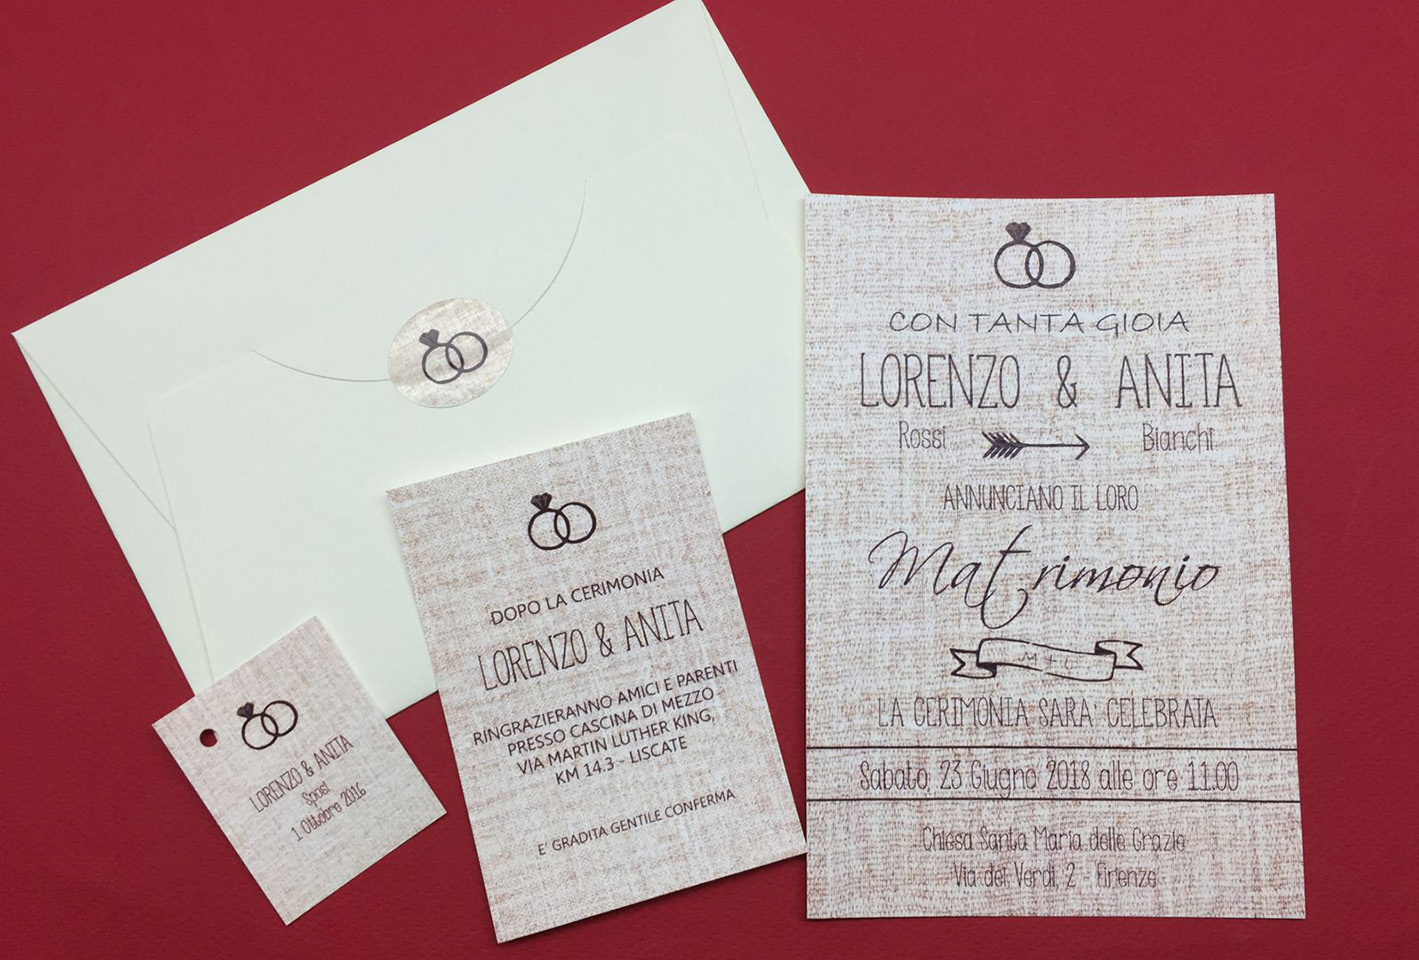 CON TANTA GIOIA
LORENZO & ANITA
Rossi Bianchi
ANNUNCIANO IL LORO
Matrimonio
M+L
LA CERIMONIA SARA' CELEBRATA
Sabato, 23 Giugno 2018 alle ore 11:00
Chiesa Santa Maria delle Grazie
Via dei Verdi, 2 - Firenze
DOPO LA CERIMONIA
LORENZO & ANITA
RINGRAZIERANNO AMICI E PARENTI
PRESSO CASCINA DI MEZZO
VIA MARTIN LUTHER KING,
KM 14.3 - LISCATE
E' GRADITA GENTILE CONFERMA
LORENZO & ANITA
Sposi
1 Ottobre 2016